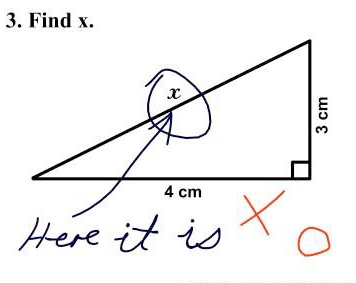 3. Find x.
x
3 cm
4 cm
Here it is
X O